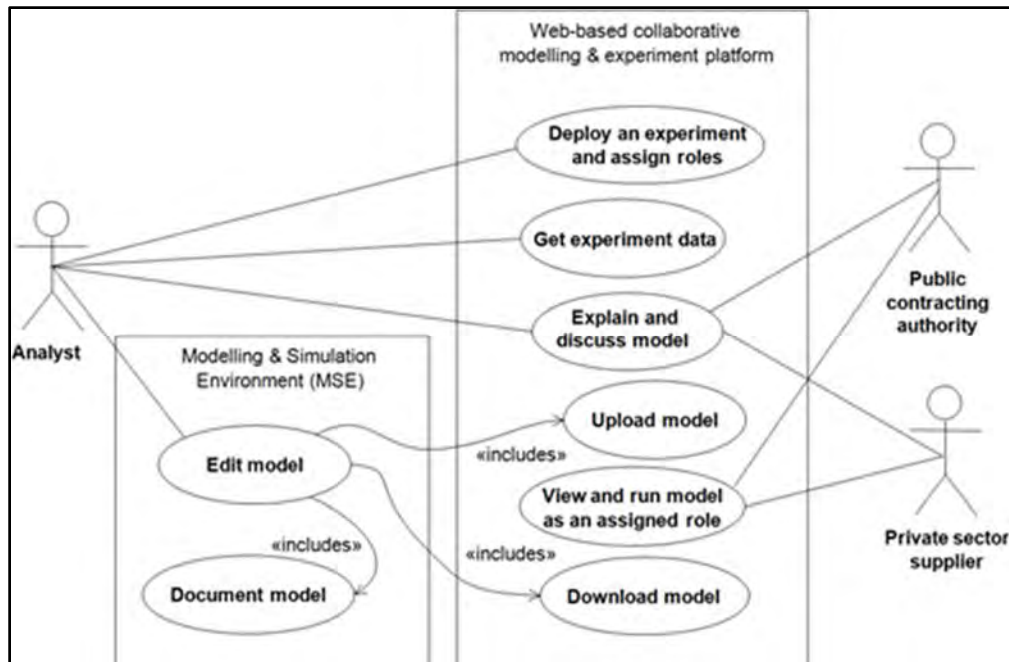 Web-based collaborative
modelling & experiment platform
Deploy an experiment
and assign roles
Get experiment data
Explain and
discuss model
Public
contracting
authority
Analyst
Modelling & Simulation
Environment (MSE)
Upload model
«includes»
Edit model
View and run model
as an assigned role
Private sector
supplier
«includes»
«includes»
Document model
Download model